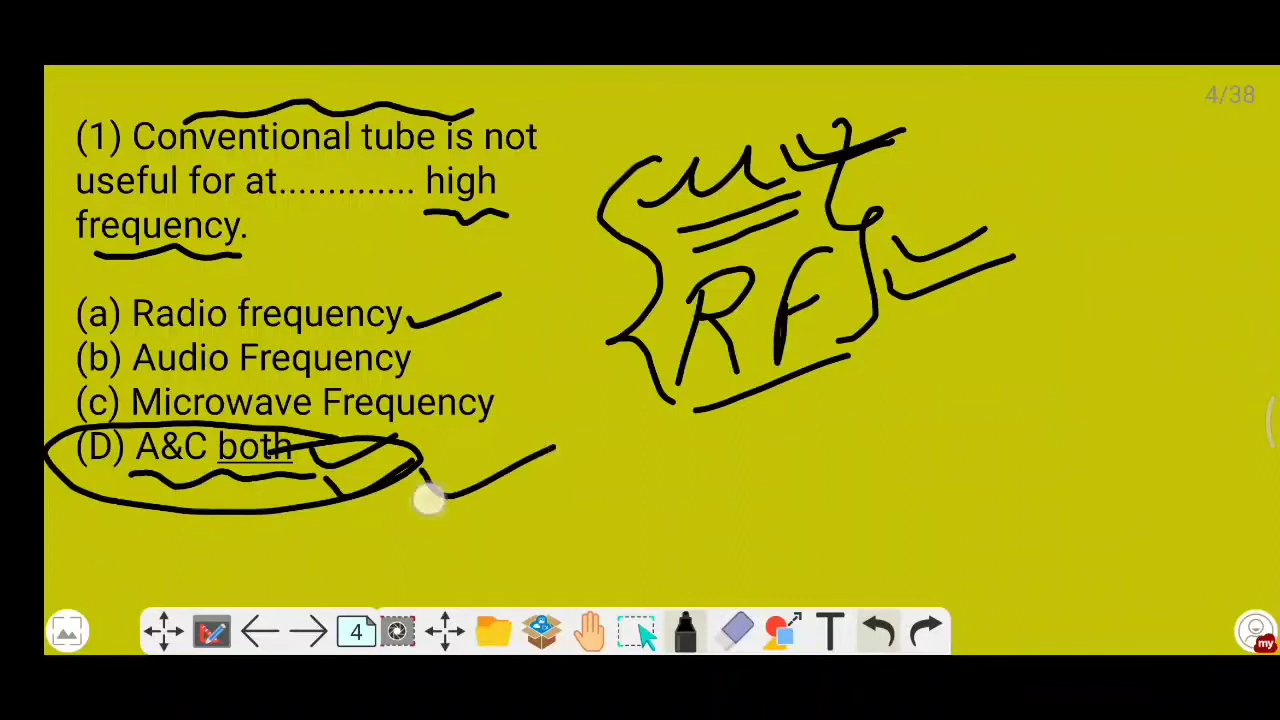 4/38
(1) Conventional tube is not
useful for at.............. high
frequency.
(a) Radio frequency
(b) Audio Frequency
(c) Microwave Frequency
(D) A&C both
RF
4
T
my